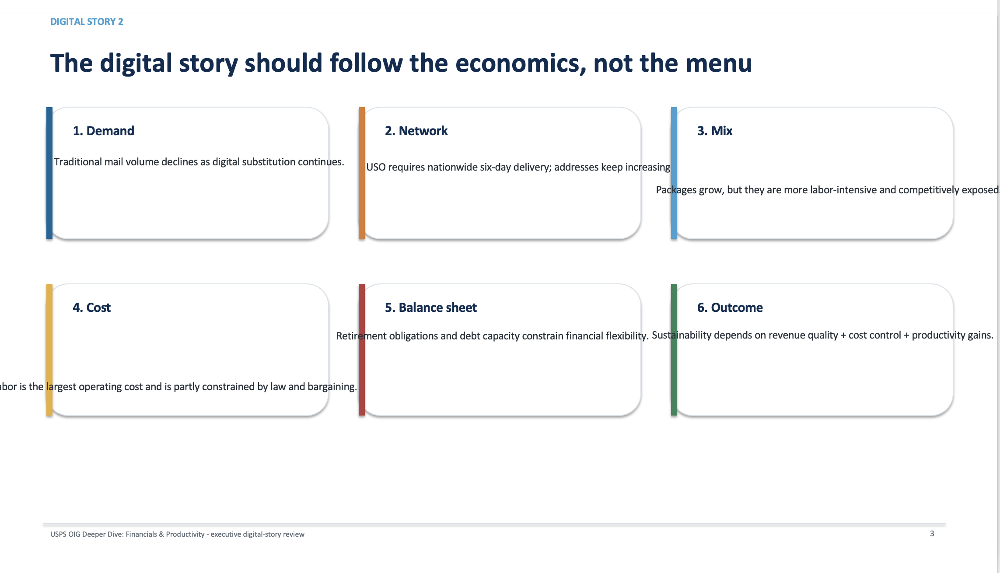 DIGITAL STORY 2
The digital story should follow the economics, not the menu
1. Demand
Traditional mail volume declines as digital substitution continues.
2. Network
USO requires nationwide six-day delivery; addresses keep increasing
3. Mix
Packages grow, but they are more labor-intensive and competitively exposed.
4. Cost
abor is the largest operating cost and is partly constrained by law and bargaining.
5. Balance sheet
Retirement obligations and debt capacity constrain financial flexibility.
6. Outcome
Sustainability depends on revenue quality + cost control + productivity gains.
USPS OIG Deeper Dive: Financials & Productivity - executive digital-story review
3